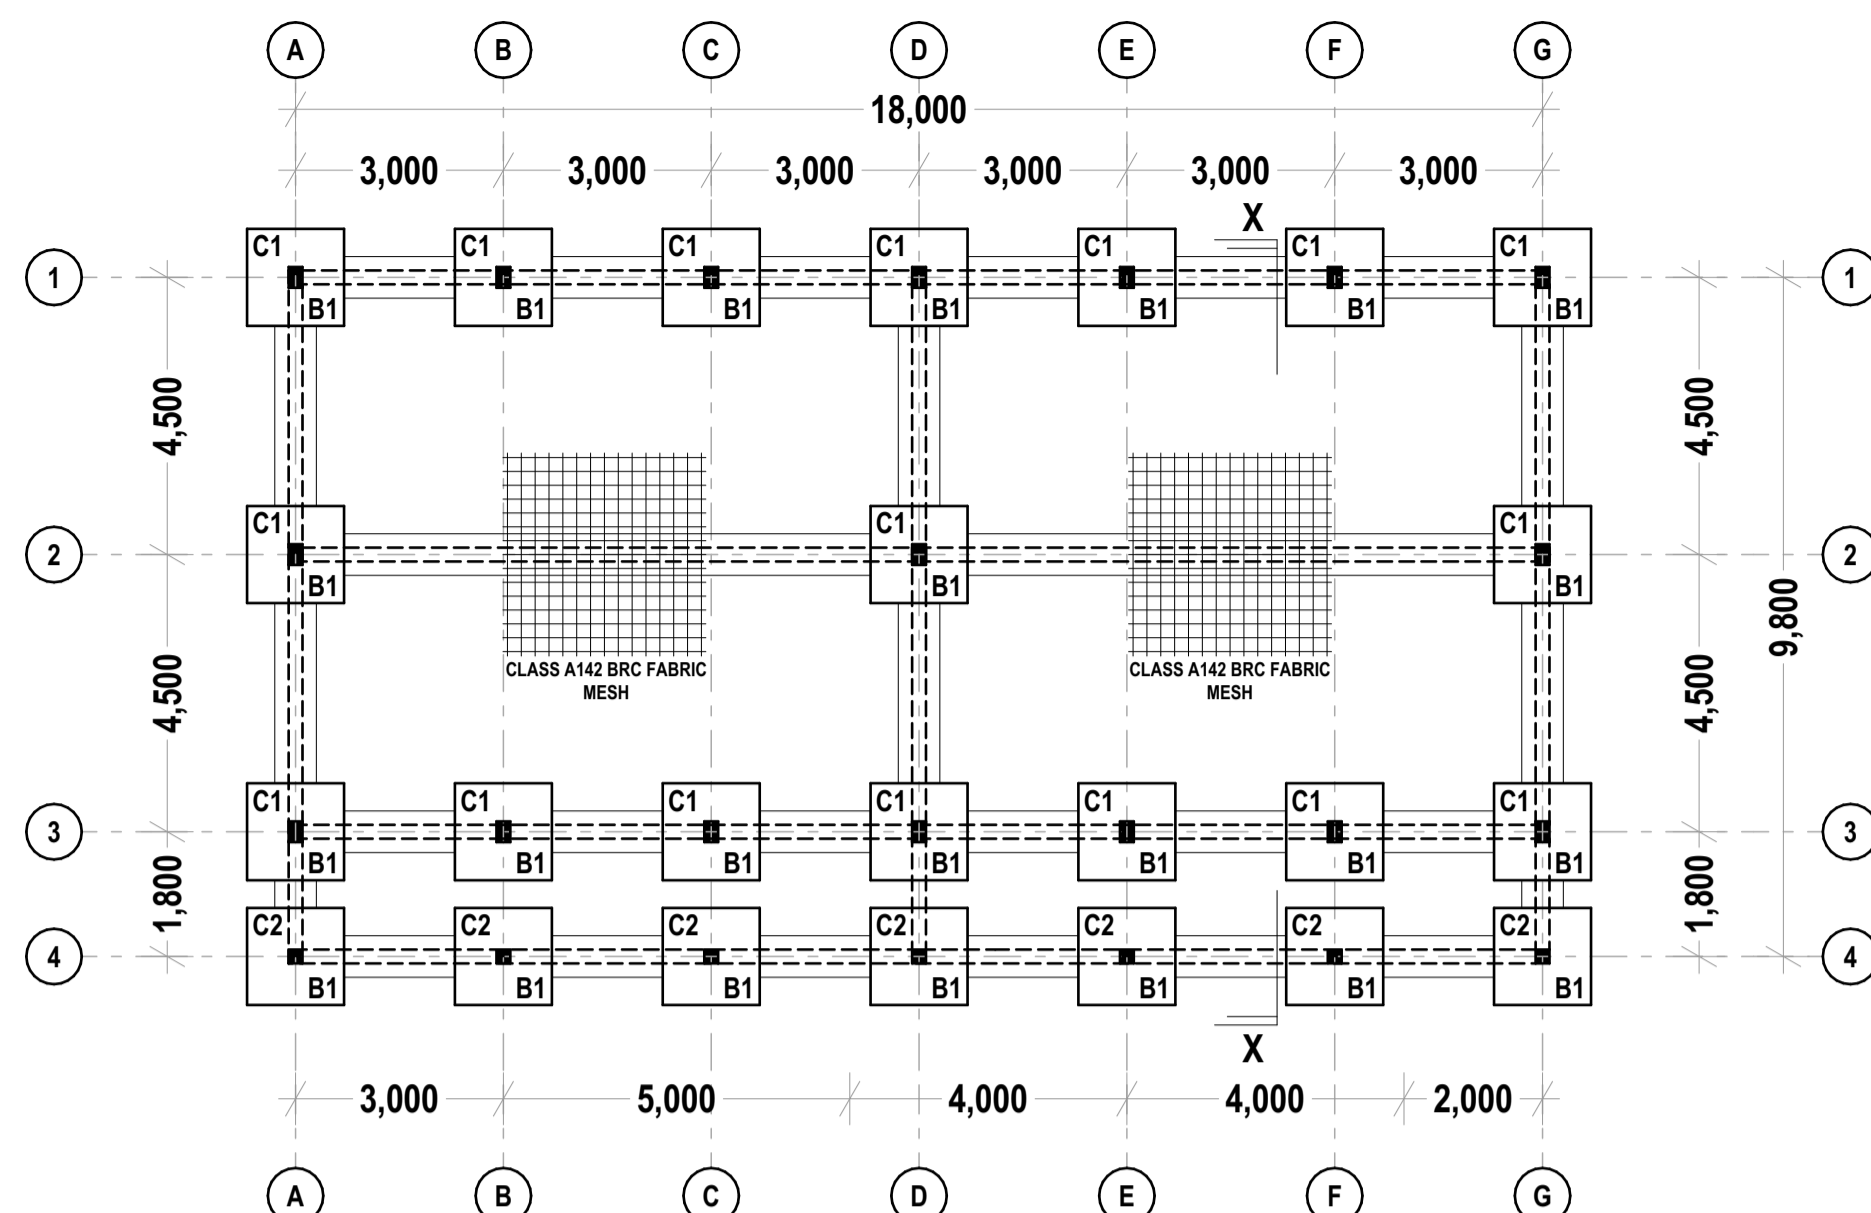 A B C D E F G
18,000
3,000 3,000 3,000 3,000 3,000 3,000
X
C1 C1 C1 C1 C1 C1 C1
1 1
B1 B1 B1 B1 B1 B1 B1
4,500 4,500
C1 C1 C1
2 2
B1 B1 B1
9,800
CLASS A142 BRC FABRIC
MESH
CLASS A142 BRC FABRIC
MESH
4,500 4,500
C1 C1 C1 C1 C1 C1 C1
3 3
B1 B1 B1 B1 B1 B1 B1
1,800 1,800
C2 C2 C2 C2 C2 C2 C2
4 4
B1 B1 B1 B1 B1 B1 B1
X
3,000 5,000 4,000 4,000 2,000
A B C D E F G